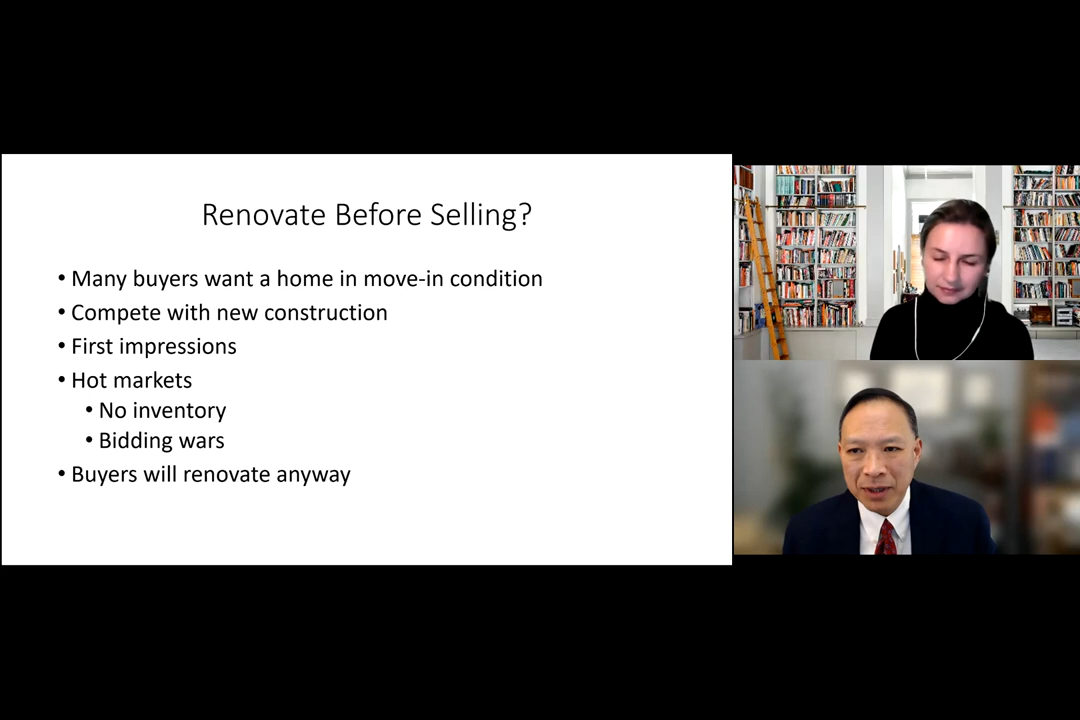 Renovate Before Selling?
• Many buyers want a home in move-in condition
• Compete with new construction
• First impressions
• Hot markets
• No inventory
• Bidding wars
• Buyers will renovate anyway